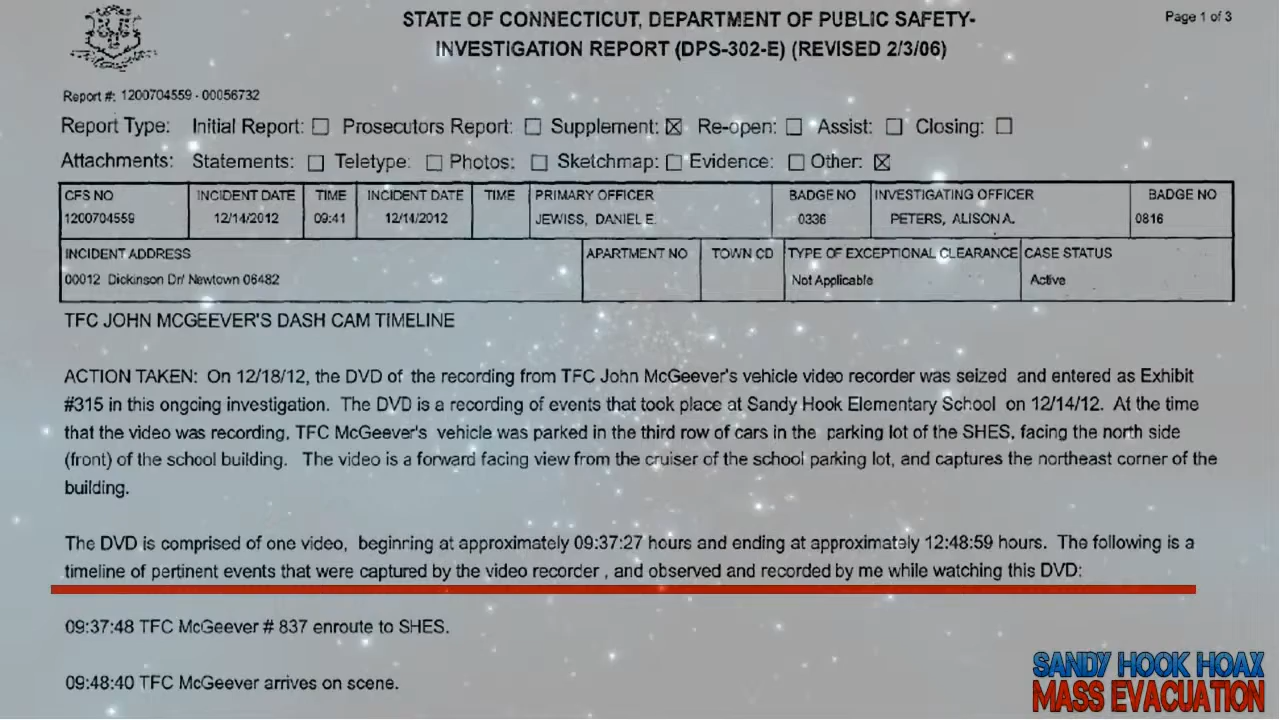 STATE OF CONNECTICUT, DEPARTMENT OF PUBLIC SAFETY-
INVESTIGATION REPORT (DPS-302-E) (REVISED 2/3/06)
Page 1 of 3
Report #: 1200704559 - 00056732
Report Type: Initial Report: ☐ Prosecutors Report: ☐ Supplement: ☒ Re-open: ☐ Assist: ☐ Closing: ☐
Attachments: Statements: ☐ Teletype: ☐ Photos: ☐ Sketchmap: ☐ Evidence: ☐ Other: ☒
CFS NO INCIDENT DATE TIME INCIDENT DATE TIME PRIMARY OFFICER BADGE NO INVESTIGATING OFFICER BADGE NO
1200704559 12/14/2012 09:41 12/14/2012 JEWISS, DANIEL E. 0336 PETERS, ALISON A. 0816
INCIDENT ADDRESS APARTMENT NO TOWN CD TYPE OF EXCEPTIONAL CLEARANCE CASE STATUS
00012 Dickinson Dr/ Newtown 06482 Not Applicable Active
TFC JOHN MCGEEVER'S DASH CAM TIMELINE
ACTION TAKEN: On 12/18/12, the DVD of the recording from TFC John McGeever's vehicle video recorder was seized and entered as Exhibit
#315 in this ongoing investigation. The DVD is a recording of events that took place at Sandy Hook Elementary School on 12/14/12. At the time
that the video was recording, TFC McGeever's vehicle was parked in the third row of cars in the parking lot of the SHES, facing the north side
(front) of the school building. The video is a forward facing view from the cruiser of the school parking lot, and captures the northeast corner of the
building.
The DVD is comprised of one video, beginning at approximately 09:37:27 hours and ending at approximately 12:48:59 hours. The following is a
timeline of pertinent events that were captured by the video recorder , and observed and recorded by me while watching this DVD:
09:37:48 TFC McGeever # 837 enroute to SHES.
09:48:40 TFC McGeever arrives on scene.
SANDY HOOK HOAX
MASS EVACUATION